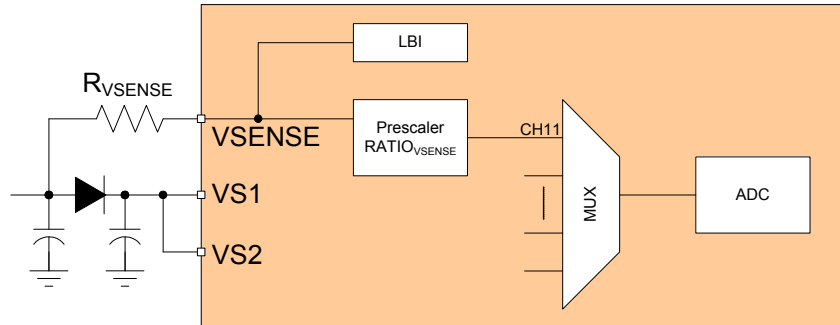 LBI
RVSENSE
VSENSE
Prescaler
RATIOVSENSE
CH11
MUX
ADC
VS1
VS2